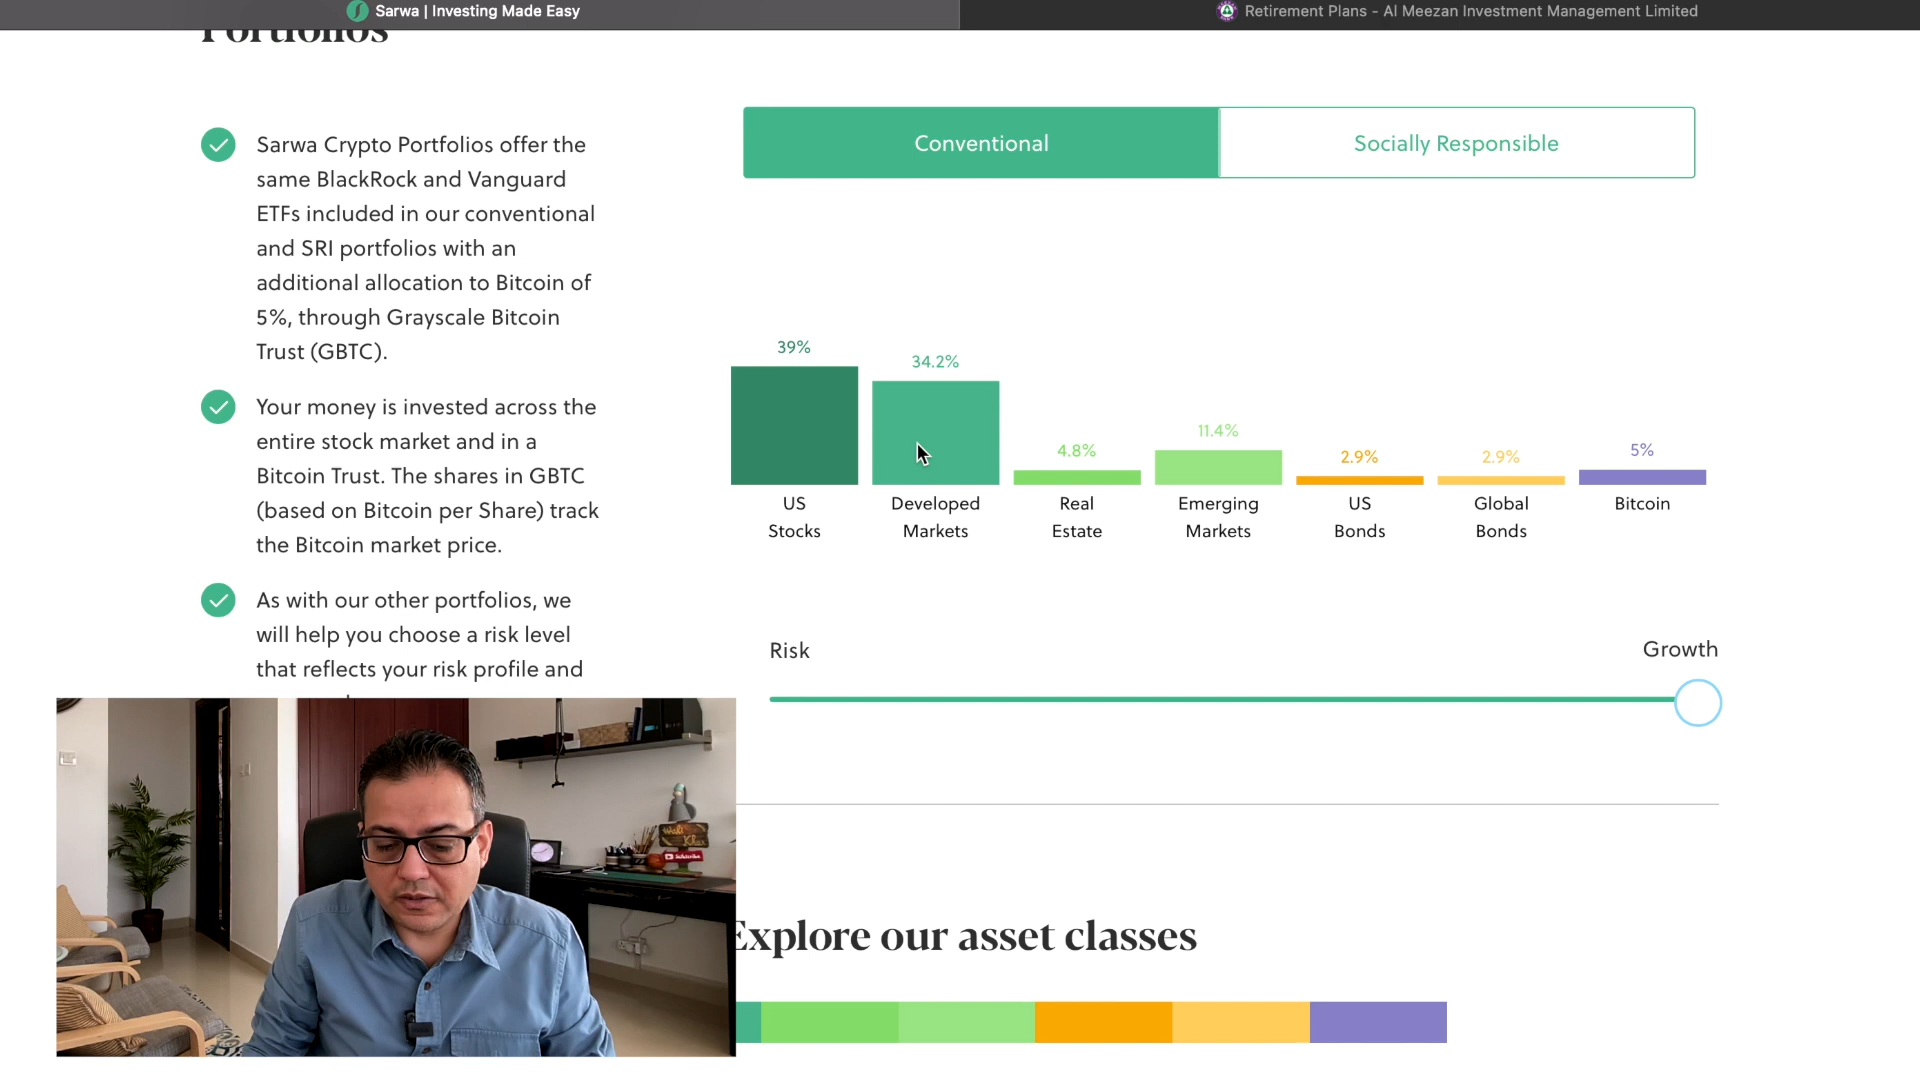 Sarwa | Investing Made Easy
Retirement Plans - Al Meezan Investment Management Limited
Portfolios
Sarwa Crypto Portfolios offer the
same BlackRock and Vanguard
ETFs included in our conventional
and SRI portfolios with an
additional allocation to Bitcoin of
5%, through Grayscale Bitcoin
Trust (GBTC).
Your money is invested across the
entire stock market and in a
Bitcoin Trust. The shares in GBTC
(based on Bitcoin per Share) track
the Bitcoin market price.
As with our other portfolios, we
will help you choose a risk level
that reflects your risk profile and
Conventional
Socially Responsible
39%
34.2%
4.8%
11.4%
2.9%
2.9%
5%
US
Stocks
Developed
Markets
Real
Estate
Emerging
Markets
US
Bonds
Global
Bonds
Bitcoin
Risk
Growth
Explore our asset classes
Subscribe